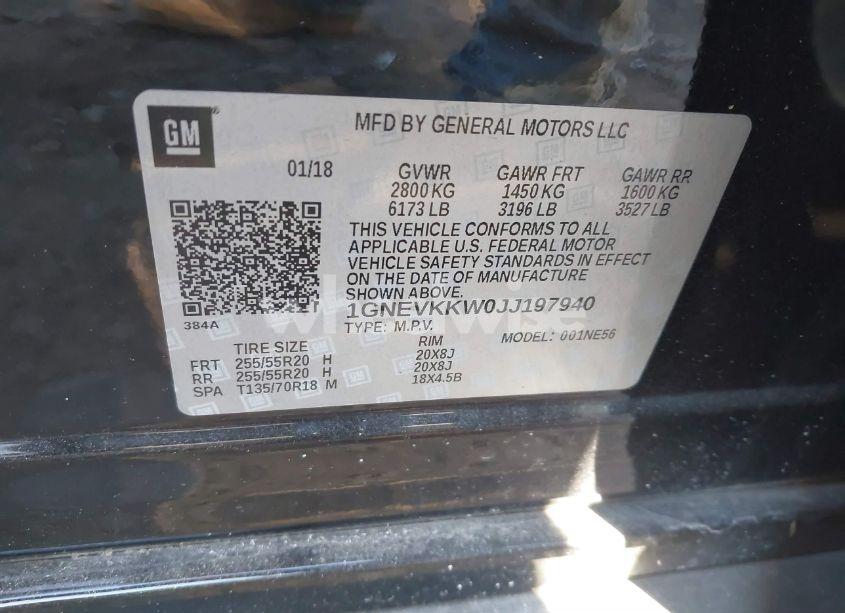 GM
MFD BY GENERAL MOTORS LLC
01/18 GVWR GAWR FRT GAWR RR
2800 KG 1450 KG 1600 KG
6173 LB 3196 LB 3527 LB
THIS VEHICLE CONFORMS TO ALL
APPLICABLE U.S. FEDERAL MOTOR
VEHICLE SAFETY STANDARDS IN EFFECT
ON THE DATE OF MANUFACTURE
SHOWN ABOVE.
1GNEVKKW0JJ197940
384A
TYPE: M.P.V. MODEL: 001NE56
TIRE SIZE RIM
FRT 255/55R20 H 20X8J
RR 255/55R20 H 20X8J
SPA T135/70R18 M 18X4.5B